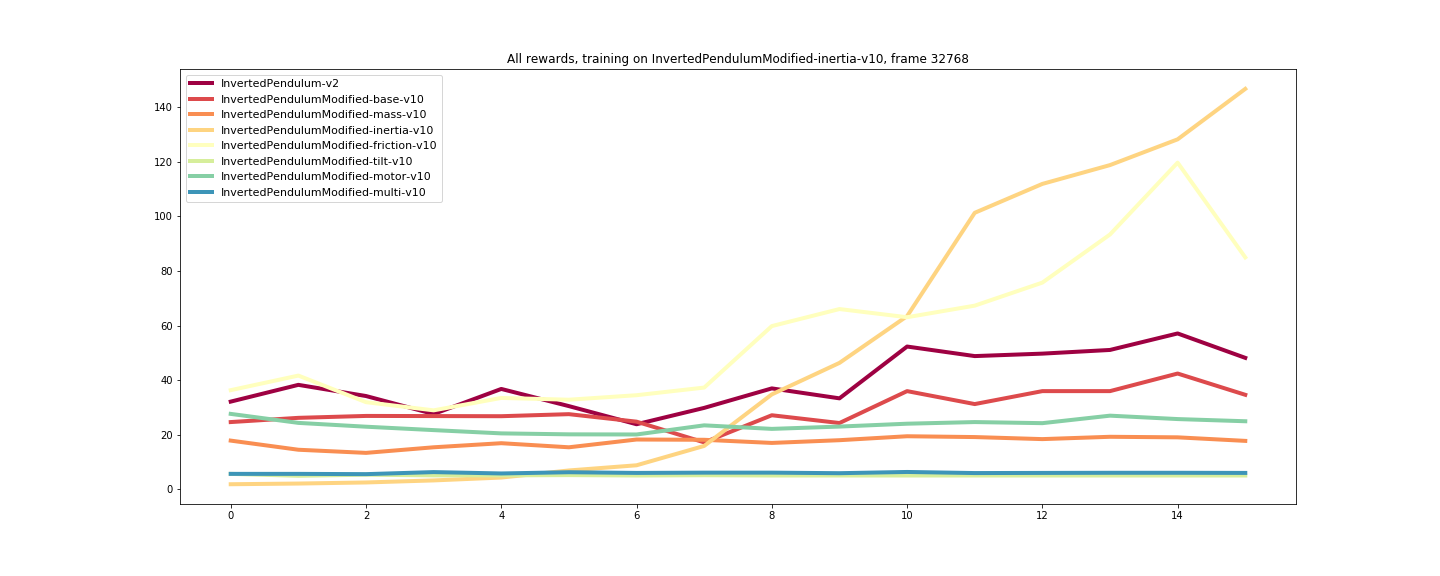 All rewards, training on InvertedPendulumModified-inertia-v10, frame 32768
InvertedPendulum-v2
InvertedPendulumModified-base-v10
InvertedPendulumModified-mass-v10
InvertedPendulumModified-inertia-v10
InvertedPendulumModified-friction-v10
InvertedPendulumModified-tilt-v10
InvertedPendulumModified-motor-v10
InvertedPendulumModified-multi-v10
140
120
100
80
60
40
20
0
0 2 4 6 8 10 12 14